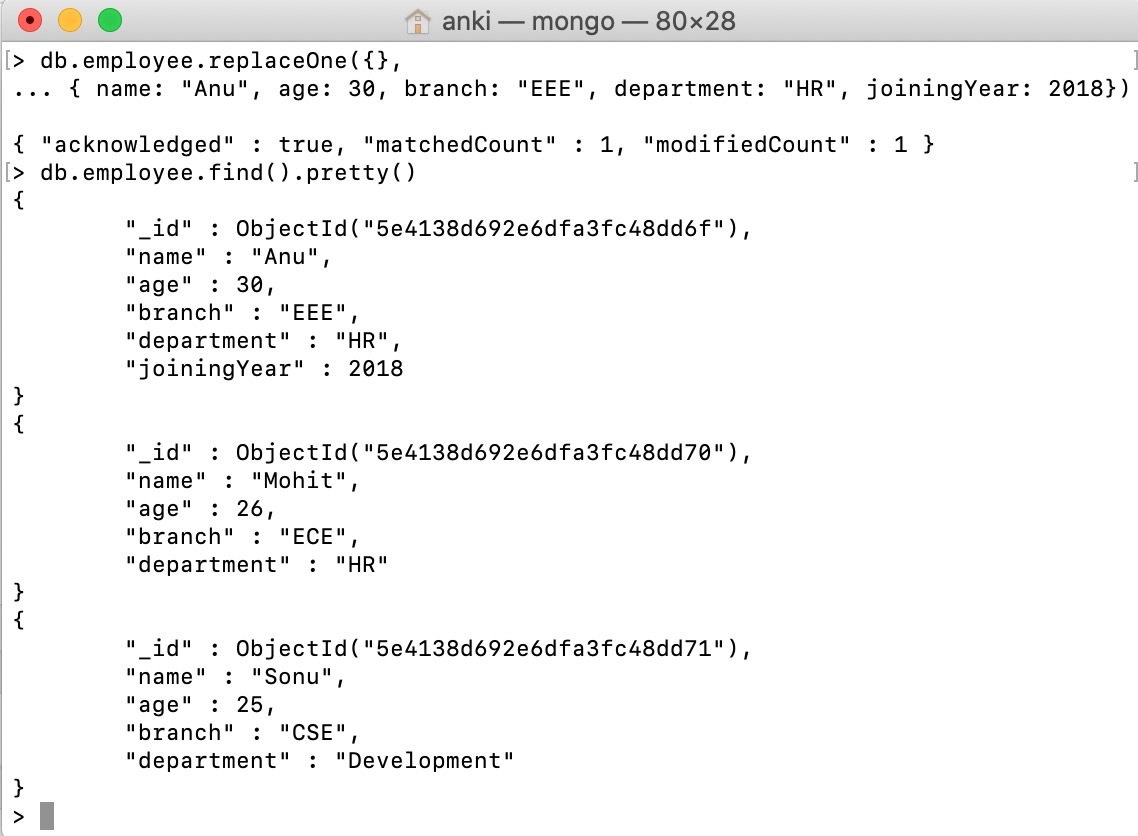 anki — mongo — 80×28
[> db.employee.replaceOne({}, ]
... { name: "Anu", age: 30, branch: "EEE", department: "HR", joiningYear: 2018})
{ "acknowledged" : true, "matchedCount" : 1, "modifiedCount" : 1 }
[> db.employee.find().pretty() ]
{
"_id" : ObjectId("5e4138d692e6dfa3fc48dd6f"),
"name" : "Anu",
"age" : 30,
"branch" : "EEE",
"department" : "HR",
"joiningYear" : 2018
}
{
"_id" : ObjectId("5e4138d692e6dfa3fc48dd70"),
"name" : "Mohit",
"age" : 26,
"branch" : "ECE",
"department" : "HR"
}
{
"_id" : ObjectId("5e4138d692e6dfa3fc48dd71"),
"name" : "Sonu",
"age" : 25,
"branch" : "CSE",
"department" : "Development"
}
>